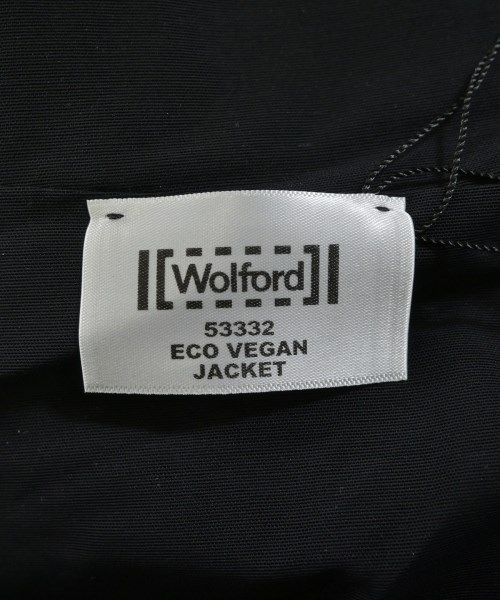 Wolford
53332
ECO VEGAN
JACKET